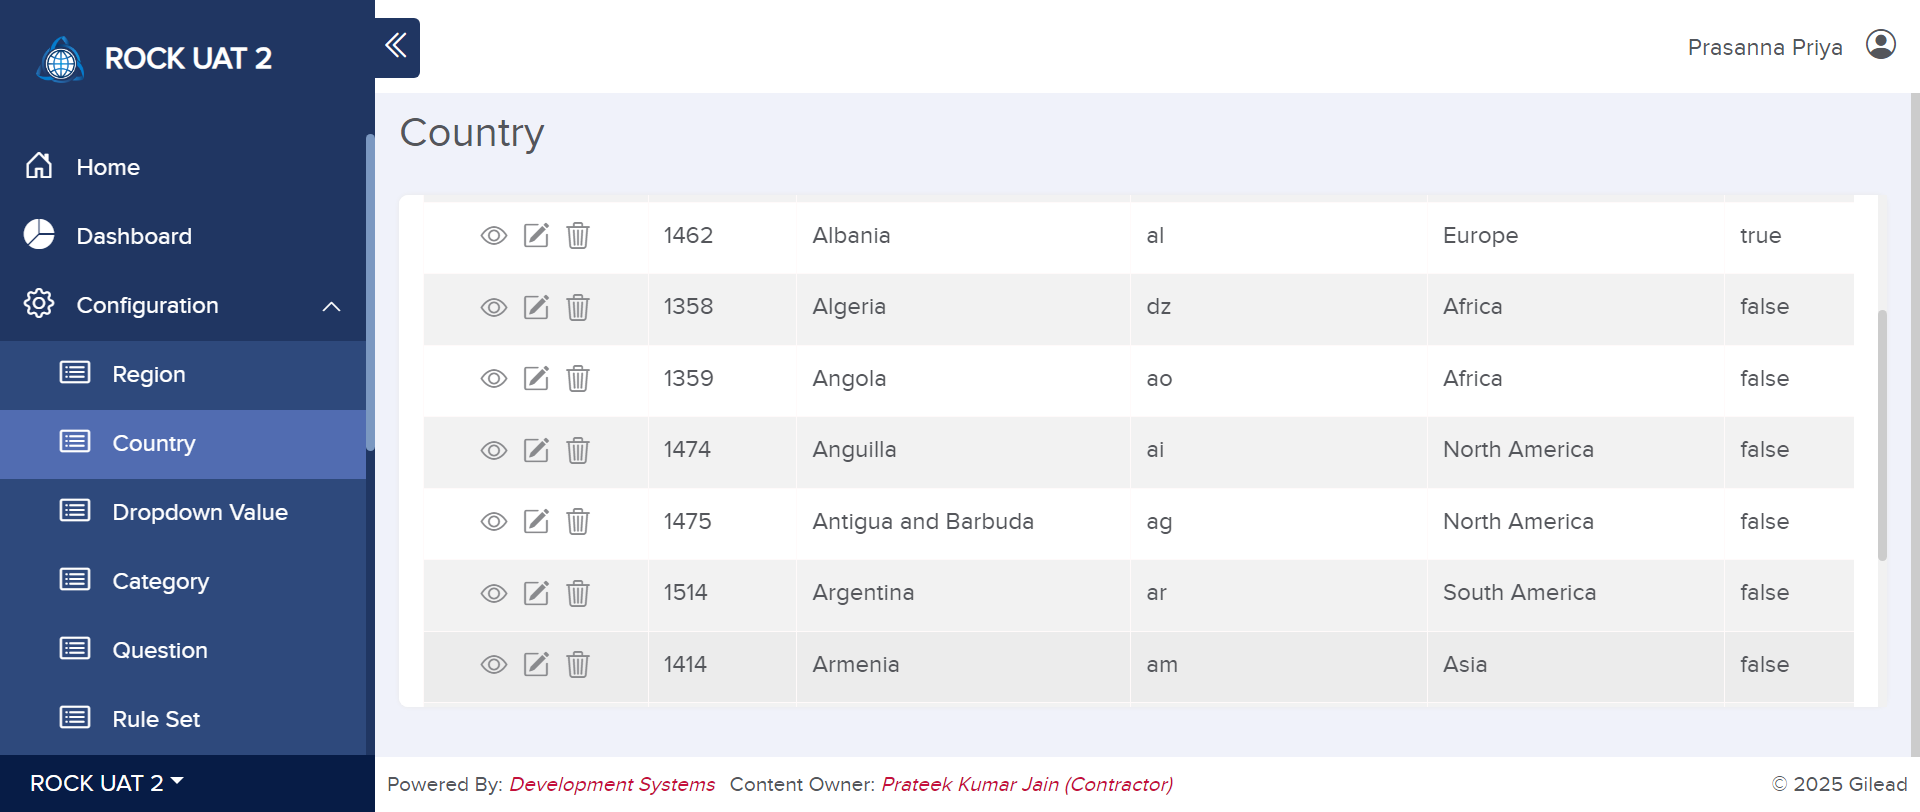 ROCK UAT 2
Prasanna Priya
Home
Dashboard
Configuration
Region
Country
Dropdown Value
Category
Question
Rule Set
ROCK UAT 2
Country
1462 Albania al Europe true
1358 Algeria dz Africa false
1359 Angola ao Africa false
1474 Anguilla ai North America false
1475 Antigua and Barbuda ag North America false
1514 Argentina ar South America false
1414 Armenia am Asia false
Powered By: Development Systems Content Owner: Prateek Kumar Jain (Contractor)
© 2025 Gilead